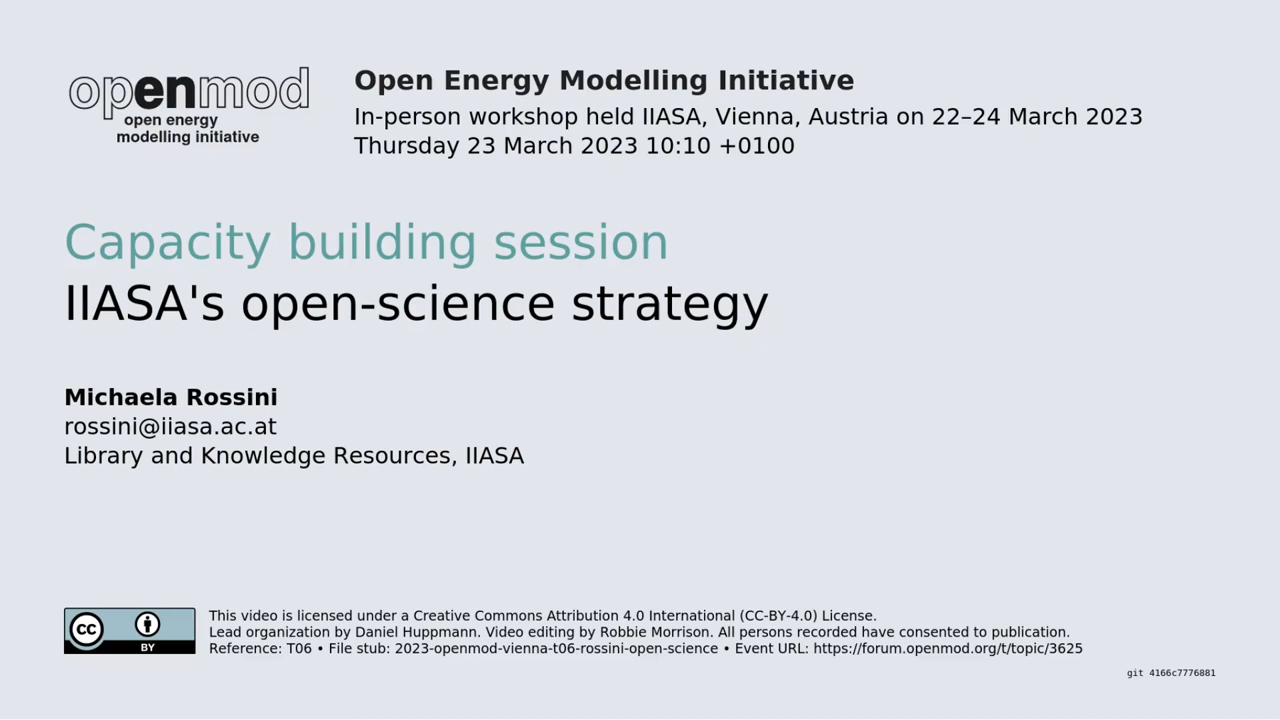 openmod
open energy
modelling initiative
Open Energy Modelling Initiative
In-person workshop held IIASA, Vienna, Austria on 22–24 March 2023
Thursday 23 March 2023 10:10 +0100
Capacity building session
IIASA's open-science strategy
Michaela Rossini
rossini@iiasa.ac.at
Library and Knowledge Resources, IIASA
cc
BY
This video is licensed under a Creative Commons Attribution 4.0 International (CC-BY-4.0) License.
Lead organization by Daniel Huppmann. Video editing by Robbie Morrison. All persons recorded have consented to publication.
Reference: T06 • File stub: 2023-openmod-vienna-t06-rossini-open-science • Event URL: https://forum.openmod.org/t/topic/3625
git 4166c7776881